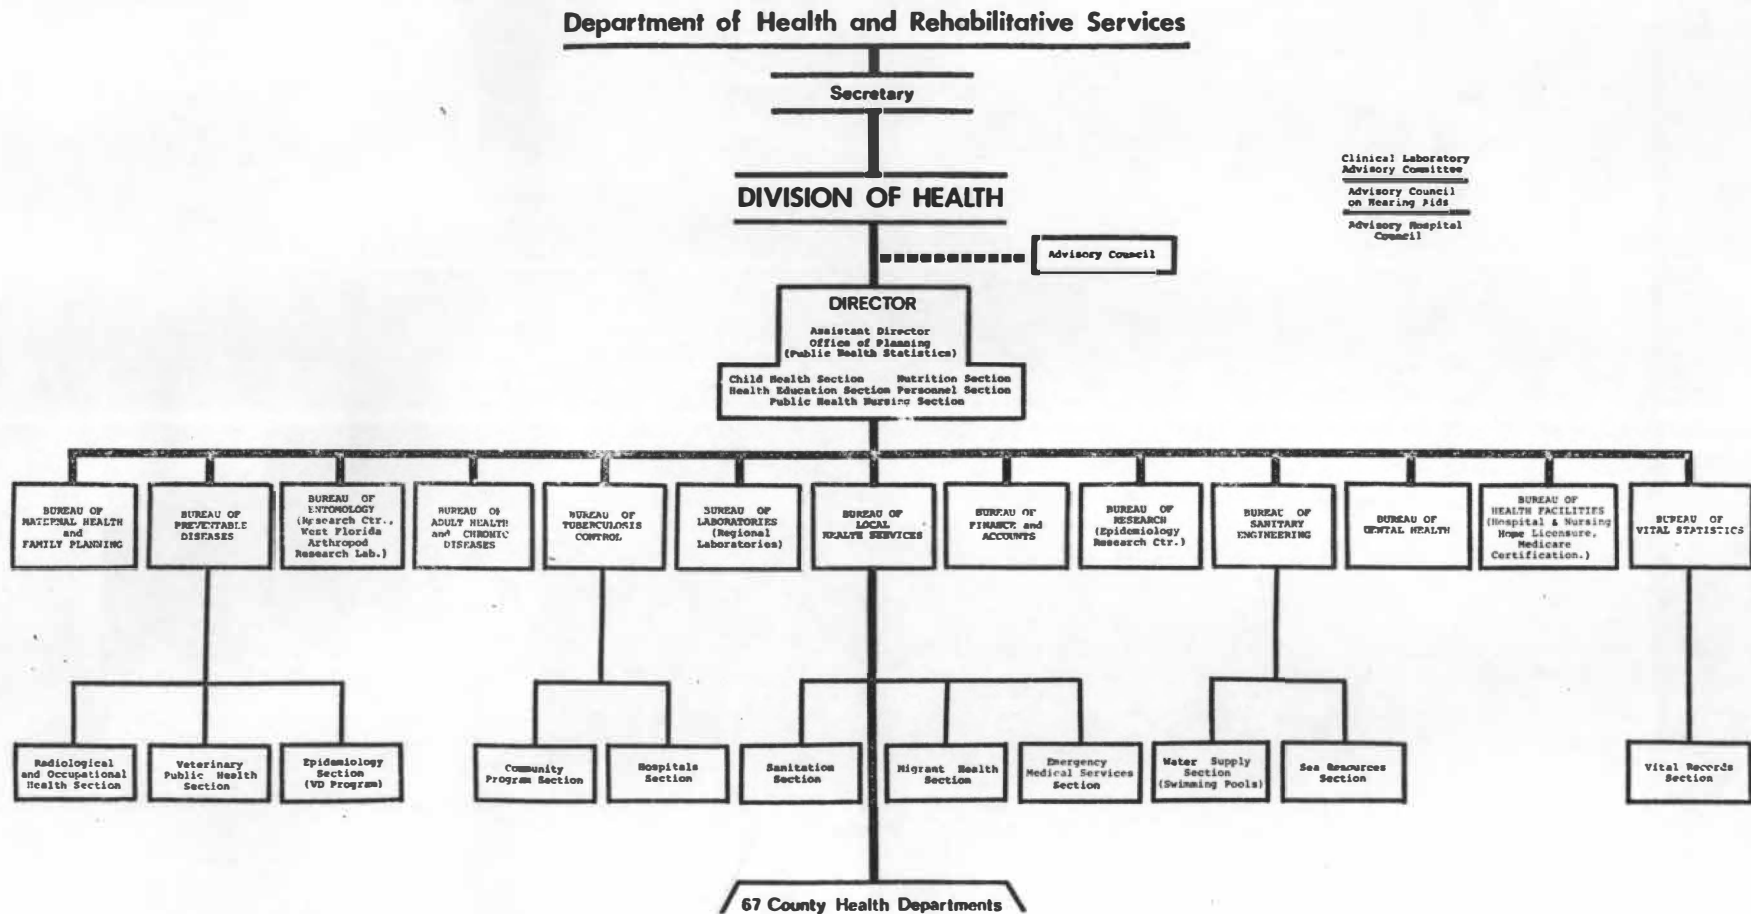 Department of Health and Rehabilitative Services
Secretary
DIVISION OF HEALTH
Clinical Laboratory
Advisory Committee
Advisory Council
on Hearing Aids
Advisory Hospital
Council
Advisory Council
DIRECTOR
Assistant Director
Office of Planning
(Public Health Statistics)
Child Health Section Nutrition Section
Health Education Section Personnel Section
Public Health Nursing Section
BUREAU OF
MATERNAL HEALTH
and
FAMILY PLANNING
BUREAU OF
PREVENTABLE
DISEASES
BUREAU OF
ENTOMOLOGY
(Research Ctr.,
West Florida
Arthropod
Research Lab.)
BUREAU OF
ADULT HEALTH
and CHRONIC
DISEASES
BUREAU OF
TUBERCULOSIS
CONTROL
BUREAU OF
LABORATORIES
(Regional
Laboratories)
BUREAU OF
LOCAL
HEALTH SERVICES
BUREAU OF
FINANCE and
ACCOUNTS
BUREAU OF
RESEARCH
(Epidemiology
Research Ctr.)
BUREAU OF
SANITARY
ENGINEERING
BUREAU OF
DENTAL HEALTH
BUREAU OF
HEALTH FACILITIES
(Hospital & Nursing
Home Licensure,
Medicare
Certification.)
BUREAU OF
VITAL STATISTICS
Radiological
and Occupational
Health Section
Veterinary
Public Health
Section
Epidemiology
Section
(VD Program)
Community
Program Section
Hospitals
Section
Sanitation
Section
Migrant Health
Section
Emergency
Medical Services
Section
Water Supply
Section
(Swimming Pools)
Sea Resources
Section
Vital Records
Section
67 County Health Departments